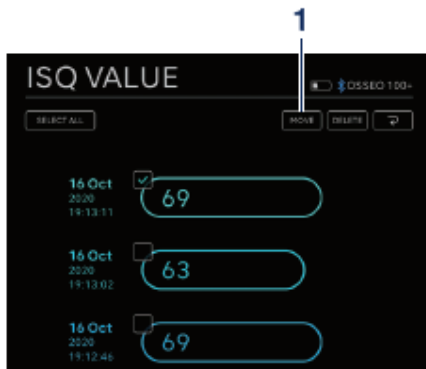 1
ISQ VALUE
OSSEO 100+
SELECT ALL
MOVE DELETE
16 Oct
2020
19:13:11
69
16 Oct
2020
19:13:02
63
16 Oct
2020
19:12:46
69